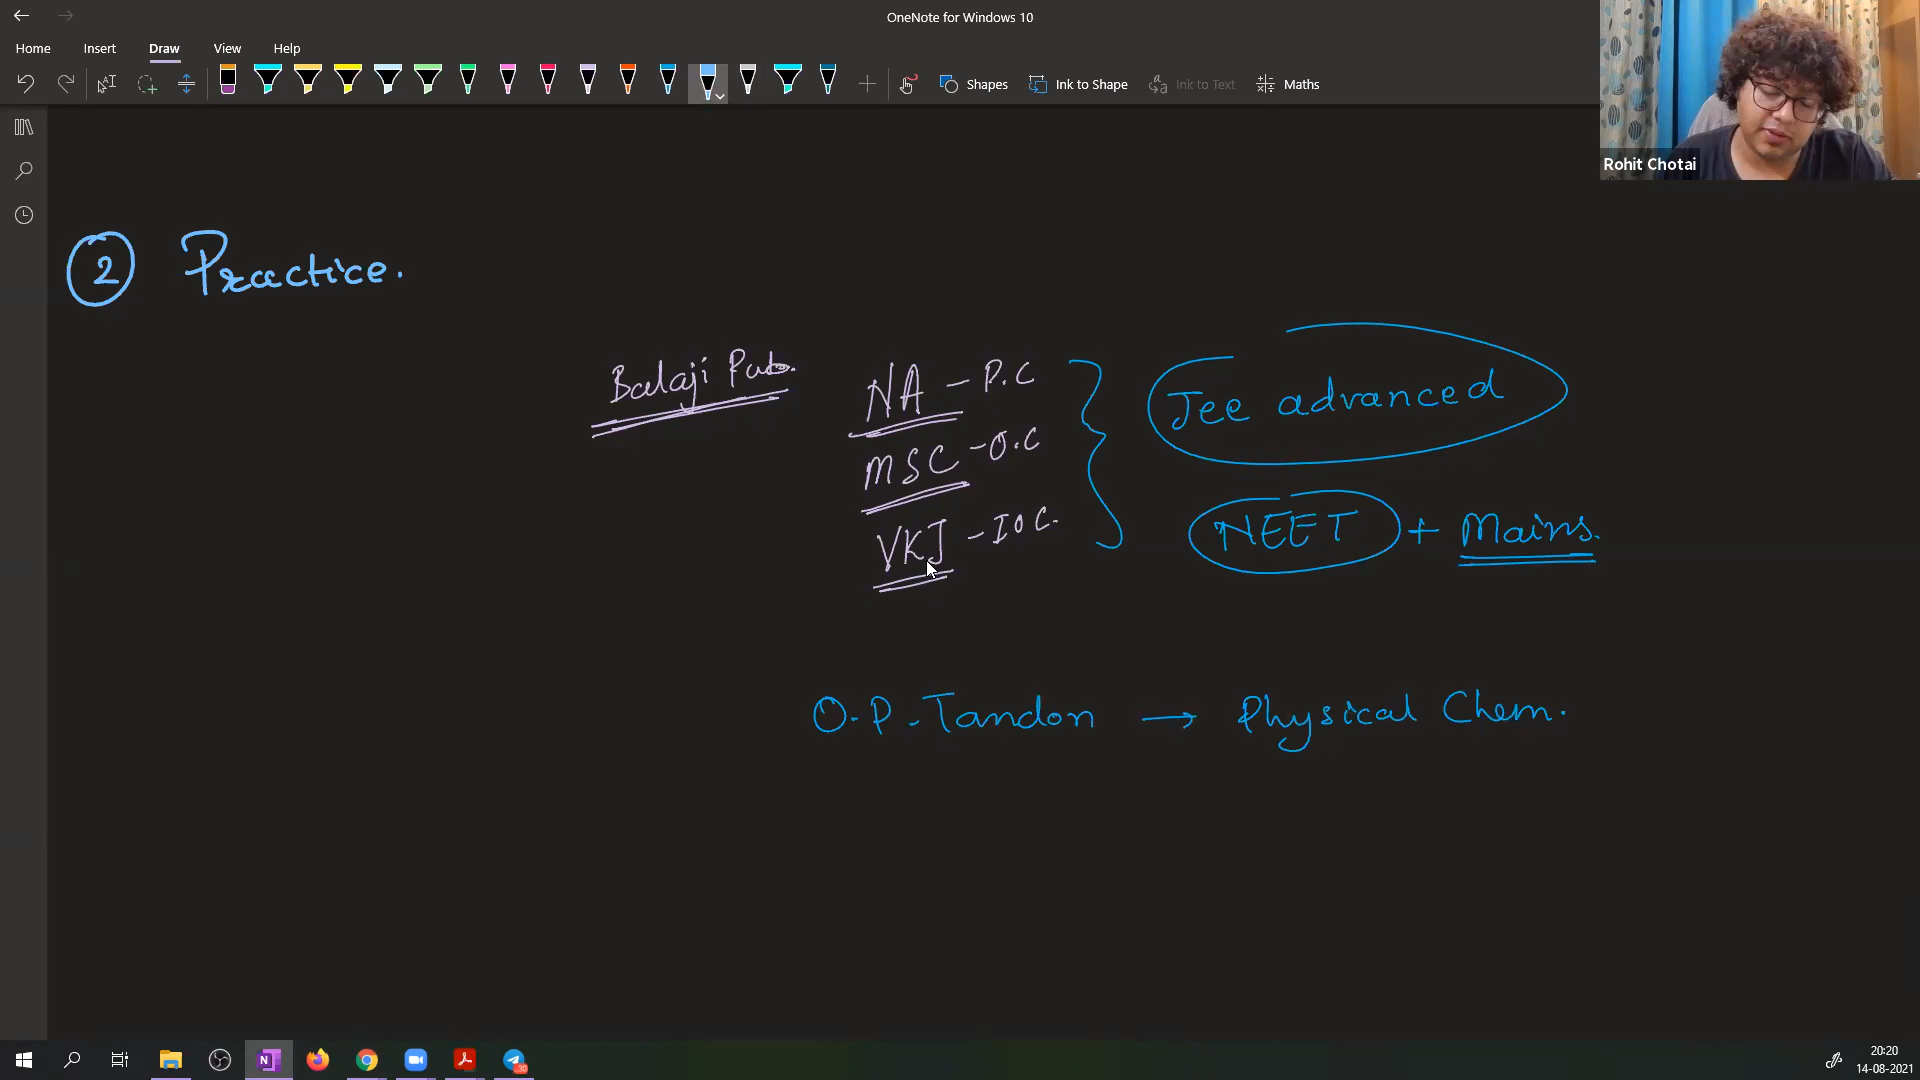 OneNote for Windows 10
Home Insert Draw View Help
Shapes Ink to Shape Ink to Text Maths
Rohit Chotai
2 Practice.
Balaji Pub.
NA - P.C
MSC - O.C
VKJ - IOC.
Jee advanced
NEET + Mains.
O.P. Tandon → Physical Chem.
N
30
20:20
14-08-2021